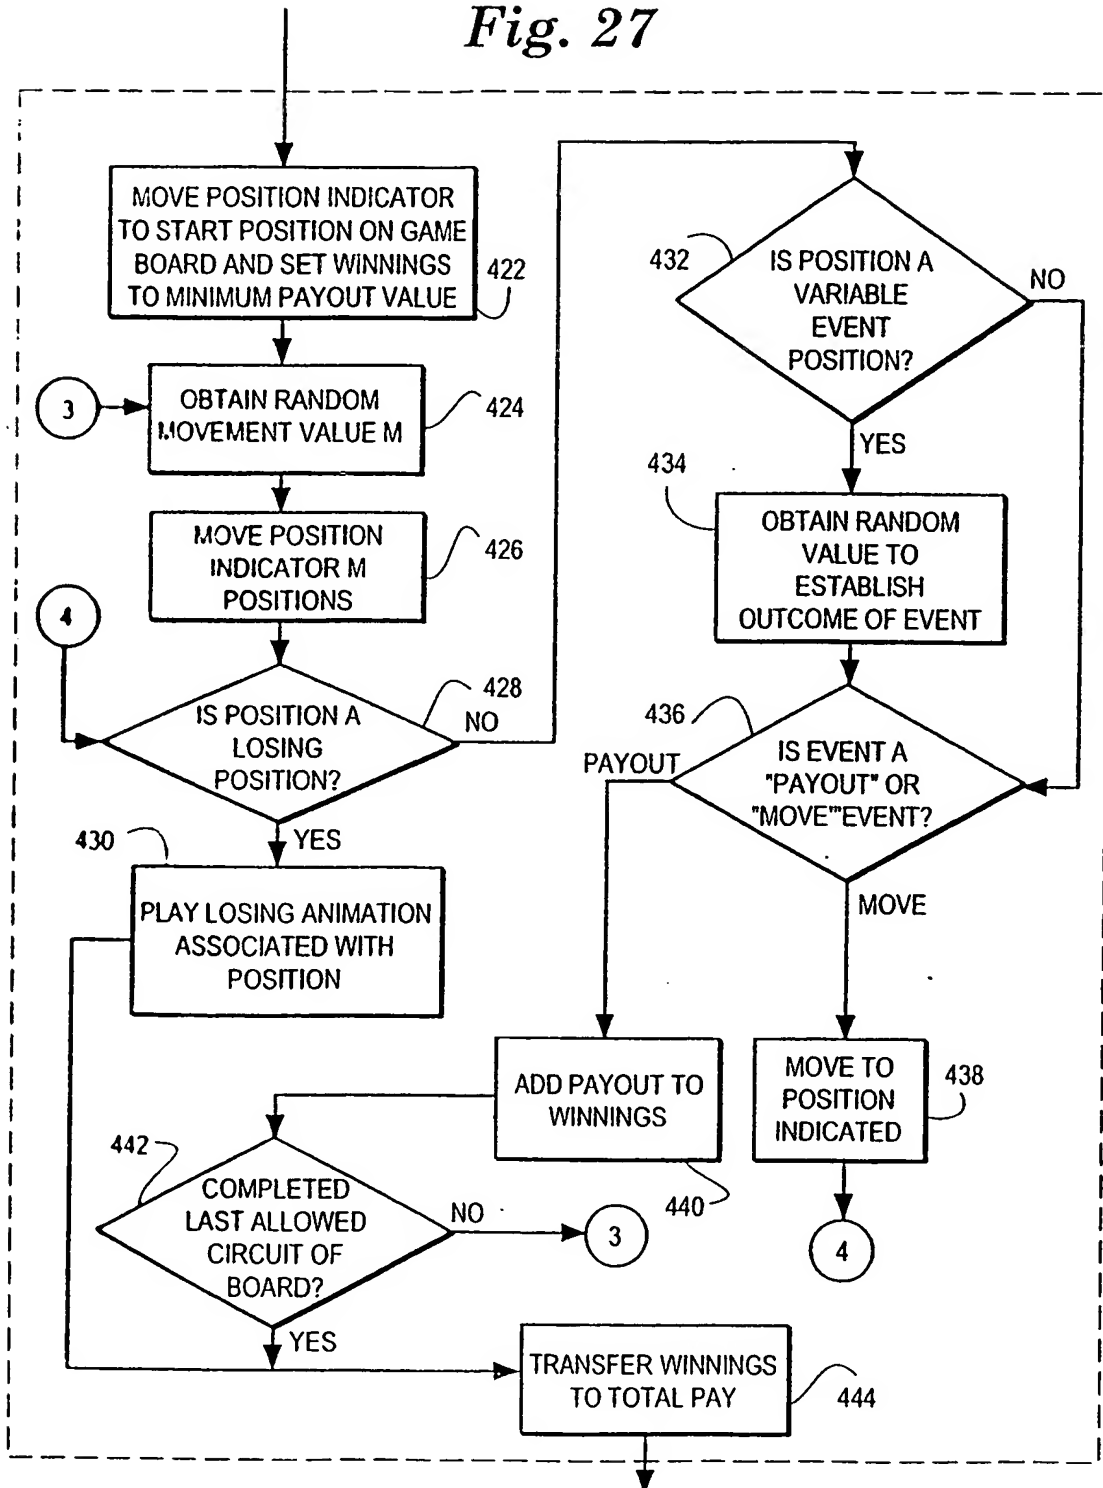 Fig. 27
MOVE POSITION INDICATOR
TO START POSITION ON GAME
BOARD AND SET WINNINGS
TO MINIMUM PAYOUT VALUE
422
3
OBTAIN RANDOM
MOVEMENT VALUE M
424
MOVE POSITION
INDICATOR M
POSITIONS
426
4
IS POSITION A
LOSING
POSITION?
428
NO
YES
430
PLAY LOSING ANIMATION
ASSOCIATED WITH
POSITION
432
IS POSITION A
VARIABLE
EVENT
POSITION?
NO
YES
434
OBTAIN RANDOM
VALUE TO
ESTABLISH
OUTCOME OF EVENT
436
IS EVENT A
"PAYOUT" OR
"MOVE'"EVENT?
PAYOUT
MOVE
MOVE TO
POSITION
INDICATED
438
4
ADD PAYOUT TO
WINNINGS
440
442
COMPLETED
LAST ALLOWED
CIRCUIT OF
BOARD?
NO
3
YES
TRANSFER WINNINGS
TO TOTAL PAY
444